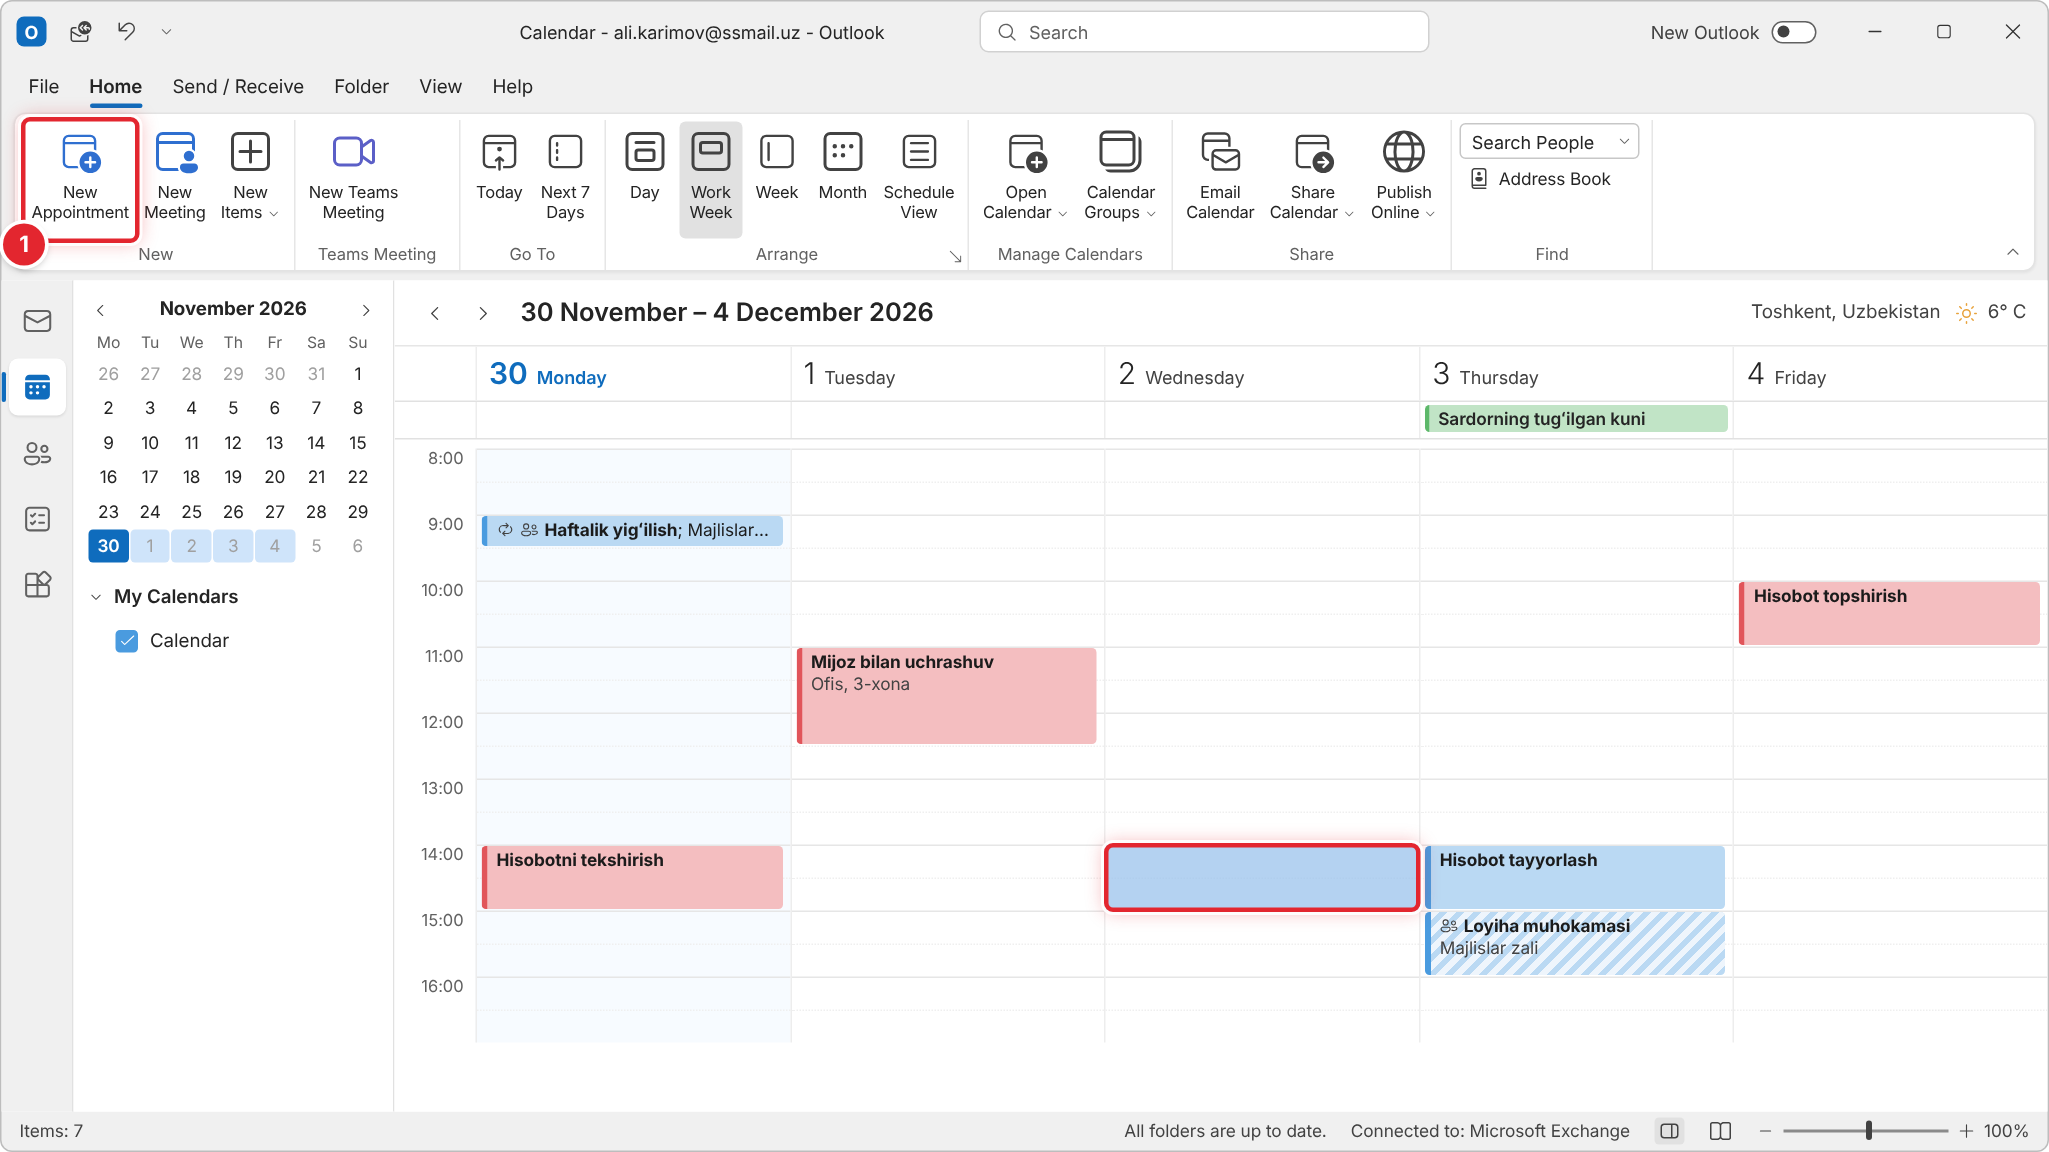 Calendar - ali.karimov@ssmail.uz - Outlook
Search
New Outlook
File Home Send / Receive Folder View Help
New Appointment
New Meeting
New Items
New
New Teams Meeting
Teams Meeting
Today
Next 7 Days
Go To
Day
Work Week
Week
Month
Schedule View
Arrange
Open Calendar
Calendar Groups
Manage Calendars
Email Calendar
Share Calendar
Publish Online
Share
Search People
Address Book
Find
1
November 2026
Mo Tu We Th Fr Sa Su
26 27 28 29 30 31 1
2 3 4 5 6 7 8
9 10 11 12 13 14 15
16 17 18 19 20 21 22
23 24 25 26 27 28 29
30 1 2 3 4 5 6
My Calendars
Calendar
30 November – 4 December 2026
Toshkent, Uzbekistan 6° C
30 Monday
1 Tuesday
2 Wednesday
3 Thursday
4 Friday
Sardorning tugʻilgan kuni
8:00
9:00
Haftalik yigʻilish; Majlislar...
10:00
Hisobot topshirish
11:00
Mijoz bilan uchrashuv
Ofis, 3-xona
12:00
13:00
14:00
Hisobotni tekshirish
Hisobot tayyorlash
15:00
Loyiha muhokamasi
Majlislar zali
16:00
Items: 7
All folders are up to date.
Connected to: Microsoft Exchange
100%